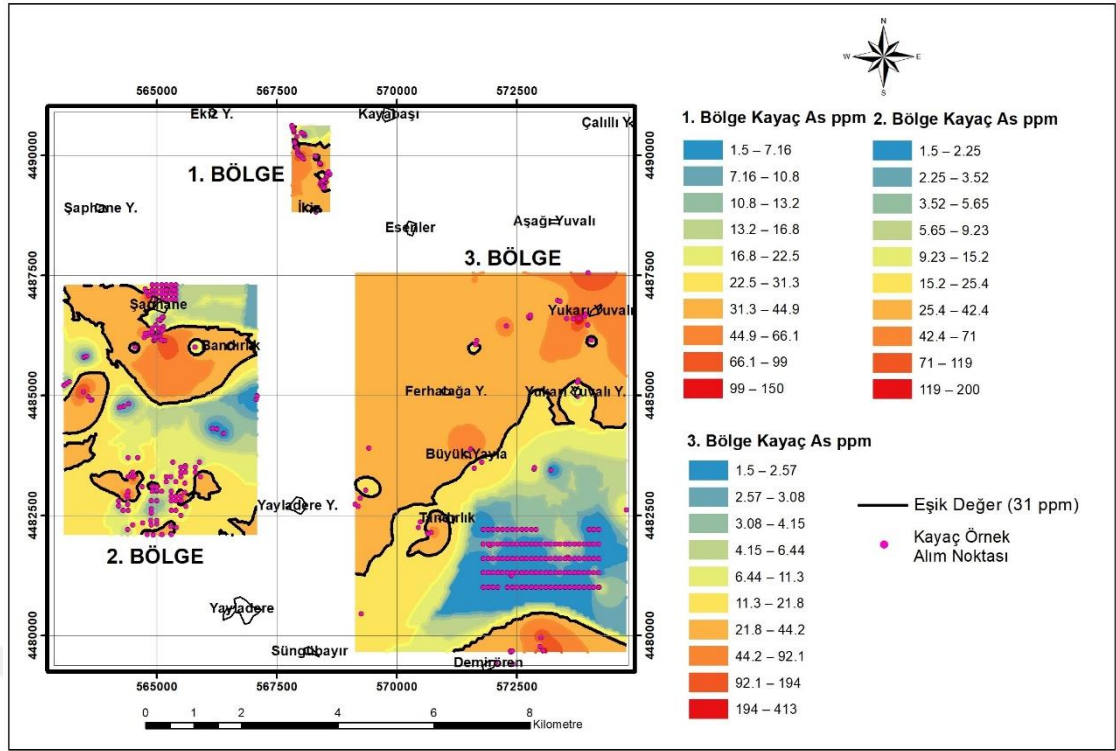 N
W E
S
565000 567500 570000 572500
Ekiz Y. Kayabaşı Çalıllı Y.
4490000 4490000
1. BÖLGE
Şaphane Y. İkiz
Esenler Aşağı Yuvalı
3. BÖLGE
4487500 4487500
Şaphane Yukarı Yuvalı
Bandırlık
4485000 4485000
Ferhatağa Y. Yukarı Yuvalı Y.
Büyük Yayla
4482500 4482500
Yayladere Y. Tandırlık
2. BÖLGE
Yayladere
4480000 4480000
Süngübayır Demirören
565000 567500 570000 572500
0 1 2 4 6 8
Kilometre
1. Bölge Kayaç As ppm
1.5 – 7.16
7.16 – 10.8
10.8 – 13.2
13.2 – 16.8
16.8 – 22.5
22.5 – 31.3
31.3 – 44.9
44.9 – 66.1
66.1 – 99
99 – 150
2. Bölge Kayaç As ppm
1.5 – 2.25
2.25 – 3.52
3.52 – 5.65
5.65 – 9.23
9.23 – 15.2
15.2 – 25.4
25.4 – 42.4
42.4 – 71
71 – 119
119 – 200
3. Bölge Kayaç As ppm
1.5 – 2.57
2.57 – 3.08
3.08 – 4.15
4.15 – 6.44
6.44 – 11.3
11.3 – 21.8
21.8 – 44.2
44.2 – 92.1
92.1 – 194
194 – 413
Eşik Değer (31 ppm)
Kayaç Örnek
Alım Noktası